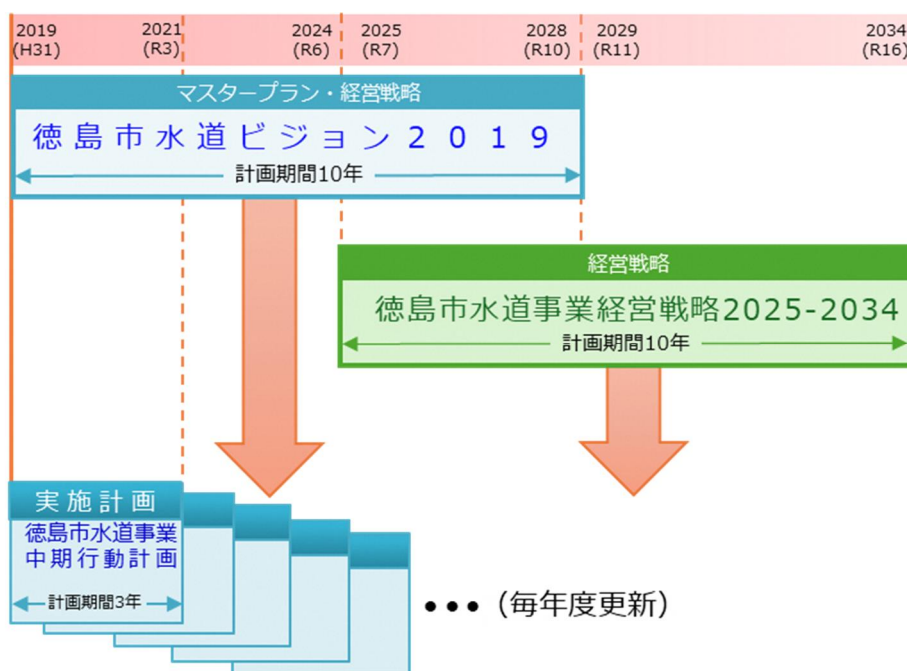 2019 2021 2024 2025 2028 2029 2034
(H31) (R3) (R6) (R7) (R10) (R11) (R16)
マスタープラン・経営戦略
徳島市水道ビジョン2019
計画期間10年
経営戦略
徳島市水道事業経営戦略2025-2034
計画期間10年
実施計画
徳島市水道事業
中期行動計画
計画期間3年
•••（毎年度更新）